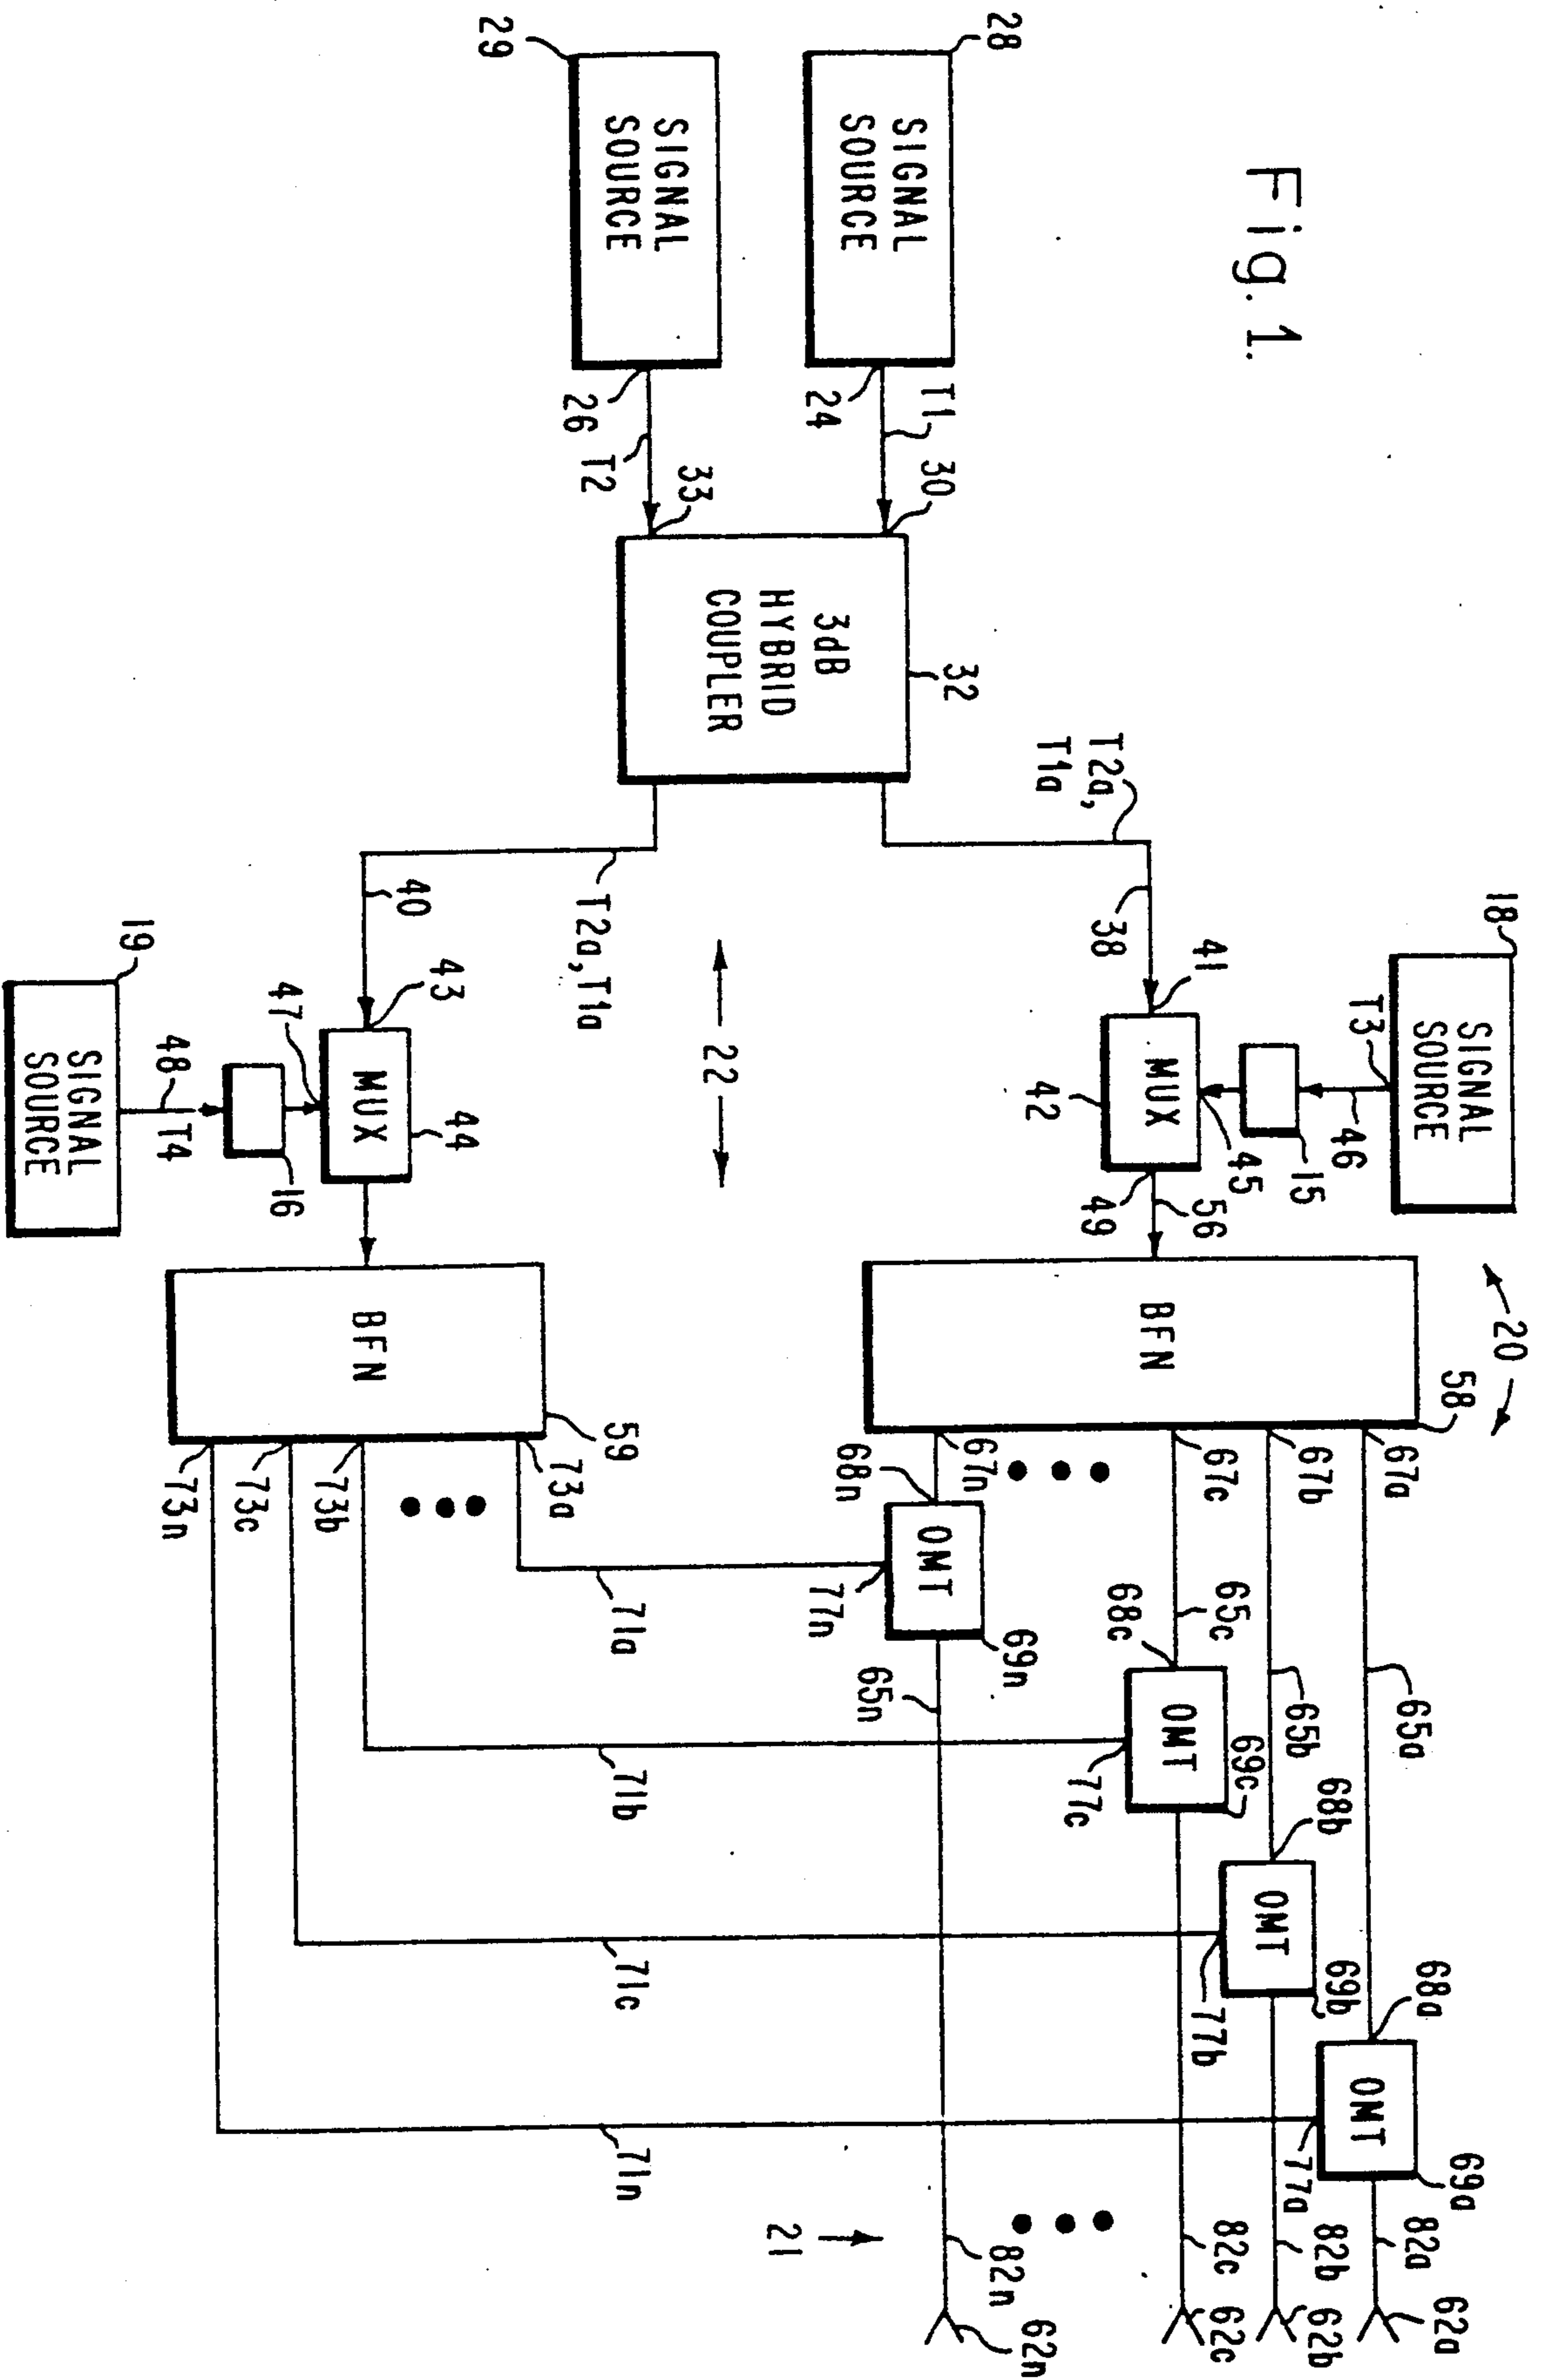 Fig. 1.
28
SIGNAL
SOURCE
24
T1
30
29
SIGNAL
SOURCE
26
T2
33
3dB
HYBRID
COUPLER
32
T2a,
T1a
38
41
T2a, T1a
40
43
22
18
SIGNAL
SOURCE
T3
46
15
45
MUX
42
49
56
19
SIGNAL
SOURCE
48
T4
16
47
MUX
44
20
BFN
58
BFN
59
67a
67b
67c
67n
73a
73b
73c
73n
68n
OMT
69n
77n
65n
71a
65c
68c
OMT
69c
77c
71b
65b
68b
OMT
69b
77b
71c
65a
68a
OMT
69a
77a
71n
21
82a
82b
82c
82n
62a
62b
62c
62n